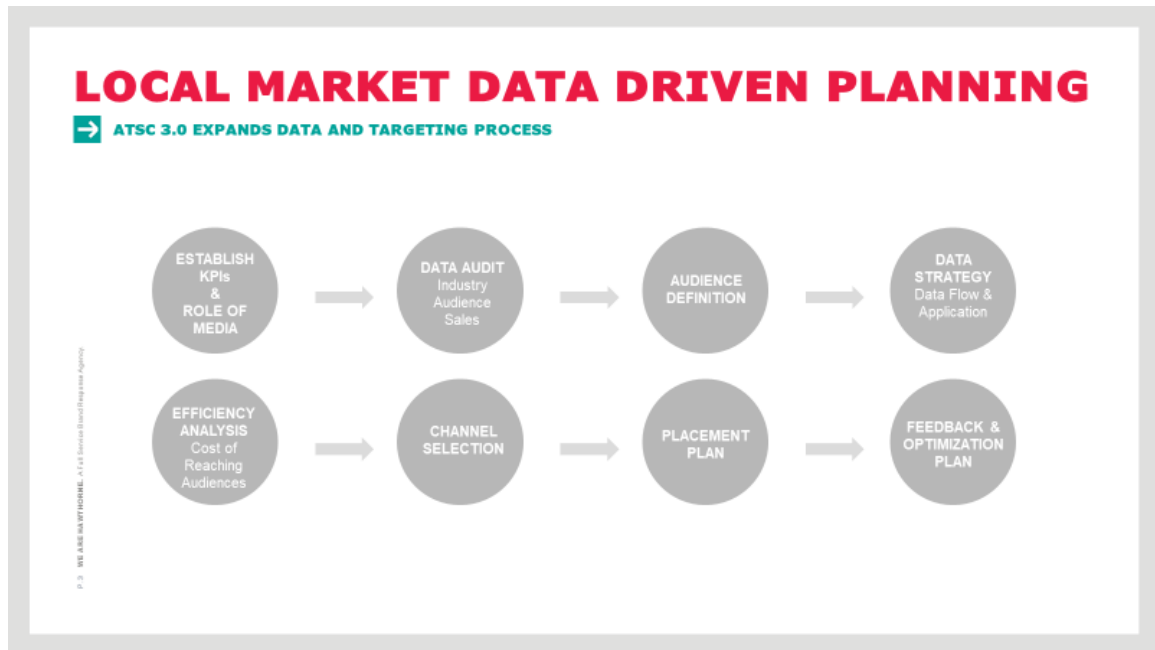 LOCAL MARKET DATA DRIVEN PLANNING
ATSC 3.0 EXPANDS DATA AND TARGETING PROCESS
ESTABLISH
KPIs
&
ROLE OF
MEDIA
DATA AUDIT
Industry
Audience
Sales
AUDIENCE
DEFINITION
DATA
STRATEGY
Data Flow &
Application
EFFICIENCY
ANALYSIS
Cost of
Reaching
Audiences
CHANNEL
SELECTION
PLACEMENT
PLAN
FEEDBACK &
OPTIMIZATION
PLAN
P. 3 WE ARE HAWTHORNE. A Full Service Brand Response Agency